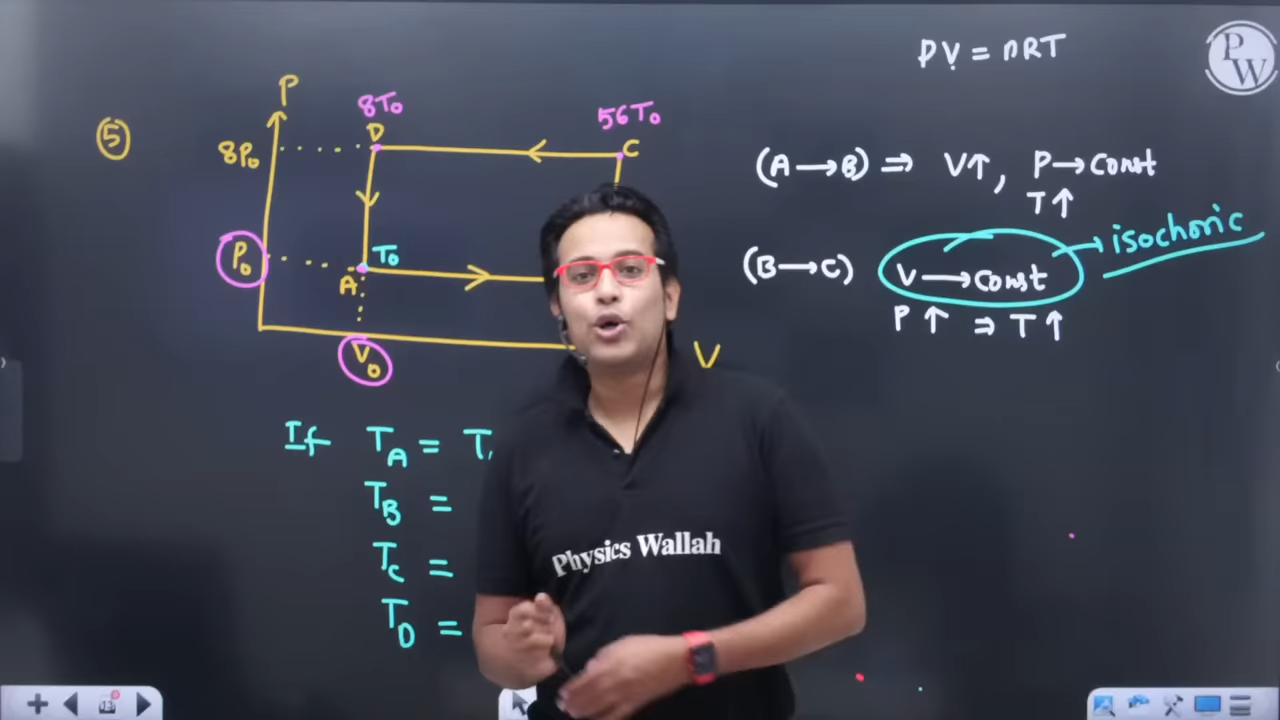 PV = nRT
PW
P
8T₀
56T₀
5
D
C
8P₀
(A→B) ⇒ V↑, P→Const
T↑
P₀
T₀
A
(B→C) V→Const → isochoric
P↑ ⇒ T↑
V₀
V
If T_A = T
T_B =
T_C =
T_D =
Physics Wallah
13